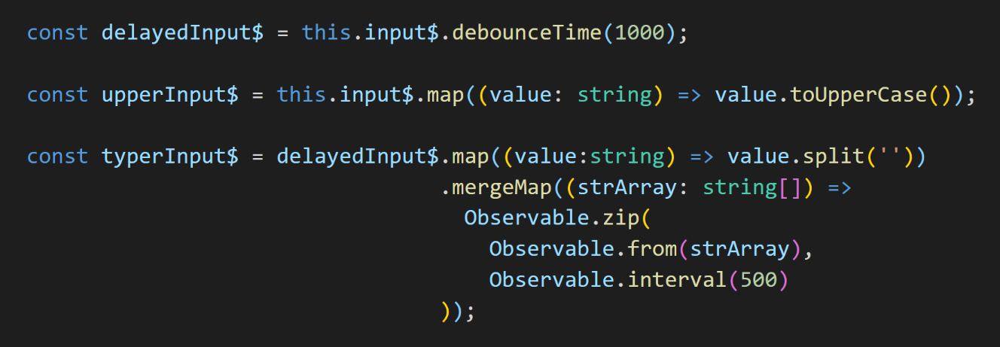 const delayedInput$ = this.input$.debounceTime(1000);
const upperInput$ = this.input$.map((value: string) => value.toUpperCase());
const typerInput$ = delayedInput$.map((value:string) => value.split(''))
.mergeMap((strArray: string[]) =>
Observable.zip(
Observable.from(strArray),
Observable.interval(500)
));